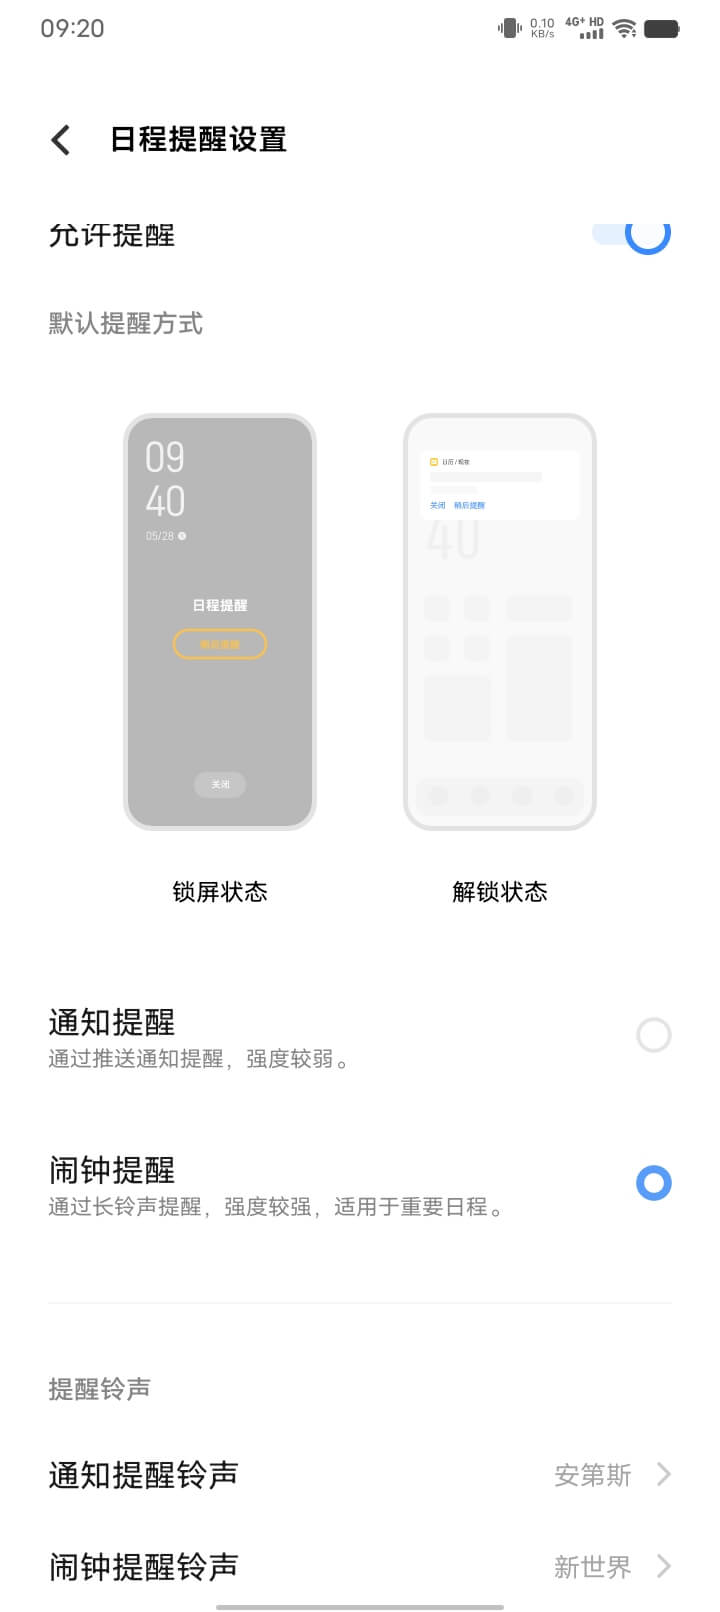 09:20
0.10
KB/s
4G+ HD
日程提醒设置
允许提醒
默认提醒方式
09
40
05/28
日程提醒
稍后提醒
关闭
40
关闭 稍后提醒
锁屏状态
解锁状态
通知提醒
通过推送通知提醒，强度较弱。
闹钟提醒
通过长铃声提醒，强度较强，适用于重要日程。
提醒铃声
通知提醒铃声 安第斯
闹钟提醒铃声 新世界